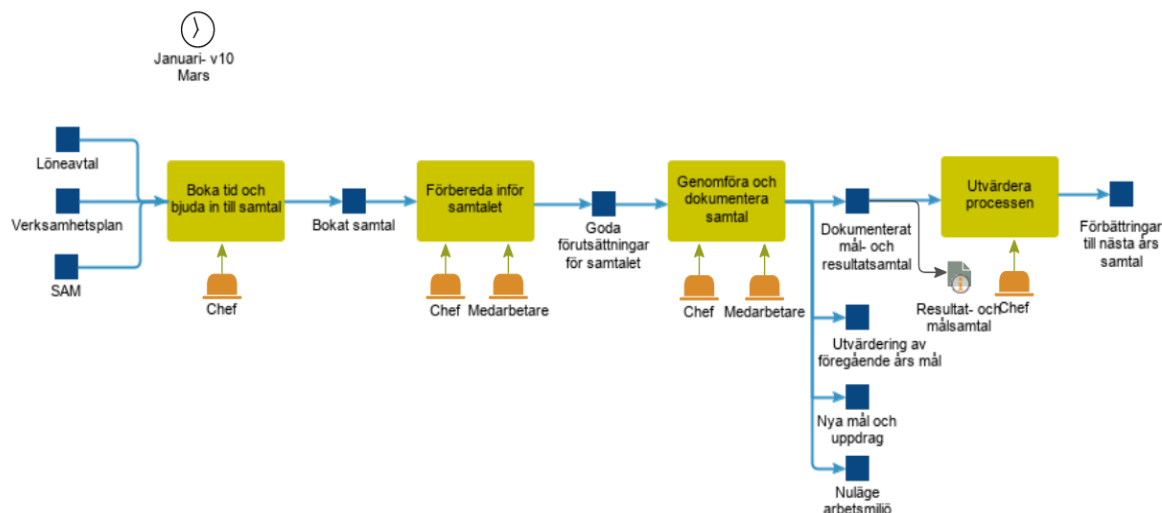 Januari- v10
Mars
Löneavtal
Verksamhetsplan
SAM
Boka tid och
bjuda in till samtal
Chef
Bokat samtal
Förbereda inför
samtalet
Chef
Medarbetare
Goda
förutsättningar
för samtalet
Genomföra och
dokumentera
samtal
Chef
Medarbetare
Dokumenterat
mål- och
resultatsamtal
Resultat- och
målsamtal
Utvärdering av
föregående års mål
Nya mål och
uppdrag
Nuläge
arbetsmiljö
Utvärdera
processen
Chef
Förbättringar
till nästa års
samtal